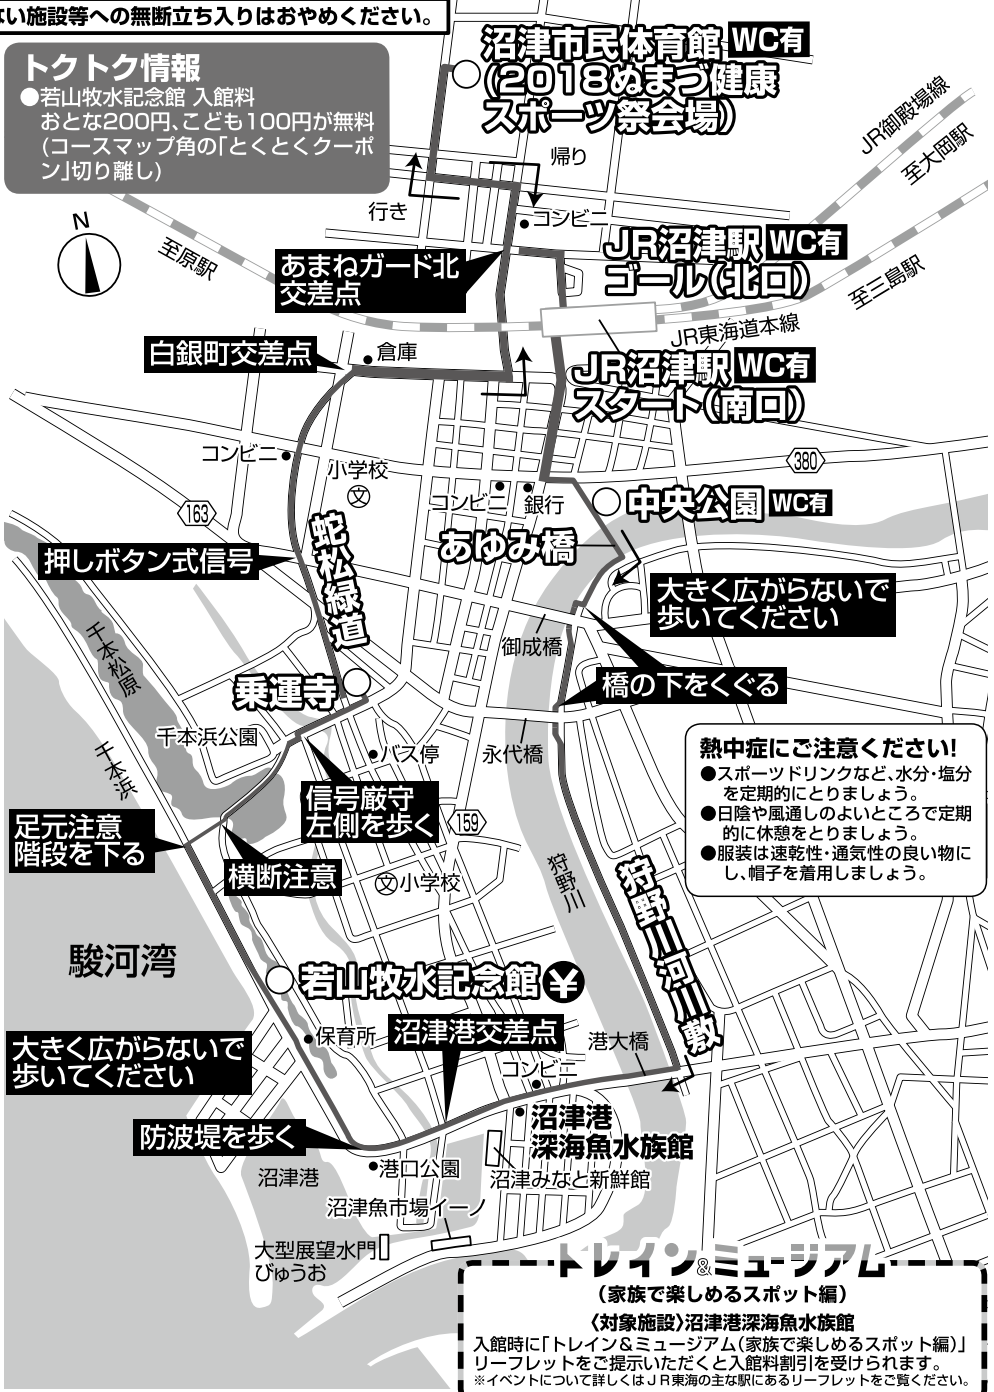 ない施設等への無断立ち入りはおやめください。
トクトク情報
●若山牧水記念館 入館料
おとな200円、こども100円が無料
(コースマップ角の「とくとくクーポ
ン」切り離し)
沼津市民体育館 WC有
(2018ぬまづ健康
スポーツ祭会場)
JR御殿場線
至大岡駅
帰り
行き
コンビニ
N
至原駅
あまねガード北
交差点
JR沼津駅 WC有
ゴール(北口)
至三島駅
JR東海道本線
白銀町交差点
倉庫
JR沼津駅 WC有
スタート(南口)
コンビニ
小学校
文
380
163
コンビニ
銀行
中央公園 WC有
あゆみ橋
押しボタン式信号
蛇松緑道
大きく広がらないで
歩いてください
千本松原
御成橋
橋の下をくぐる
乗運寺
千本浜公園
千本浜
バス停
永代橋
熱中症にご注意ください!
●スポーツドリンクなど、水分・塩分
を定期的にとりましょう。
●日陰や風通しのよいところで定期
的に休憩をとりましょう。
●服装は速乾性・通気性の良い物に
し、帽子を着用しましょう。
信号厳守
左側を歩く
159
足元注意
階段を下る
横断注意
文小学校
狩野川
狩野川河川敷
駿河湾
若山牧水記念館 ¥
保育所
沼津港交差点
港大橋
大きく広がらないで
歩いてください
コンビニ
沼津港
深海魚水族館
防波堤を歩く
沼津港
港口公園
沼津みなと新鮮館
沼津魚市場イーノ
大型展望水門
びゅうお
トレイン&ミュージアム
(家族で楽しめるスポット編)
〈対象施設〉沼津港深海魚水族館
入館時に「トレイン&ミュージアム(家族で楽しめるスポット編)」
リーフレットをご提示いただくと入館料割引を受けられます。
※イベントについて詳しくはJR東海の主な駅にあるリーフレットをご覧ください。